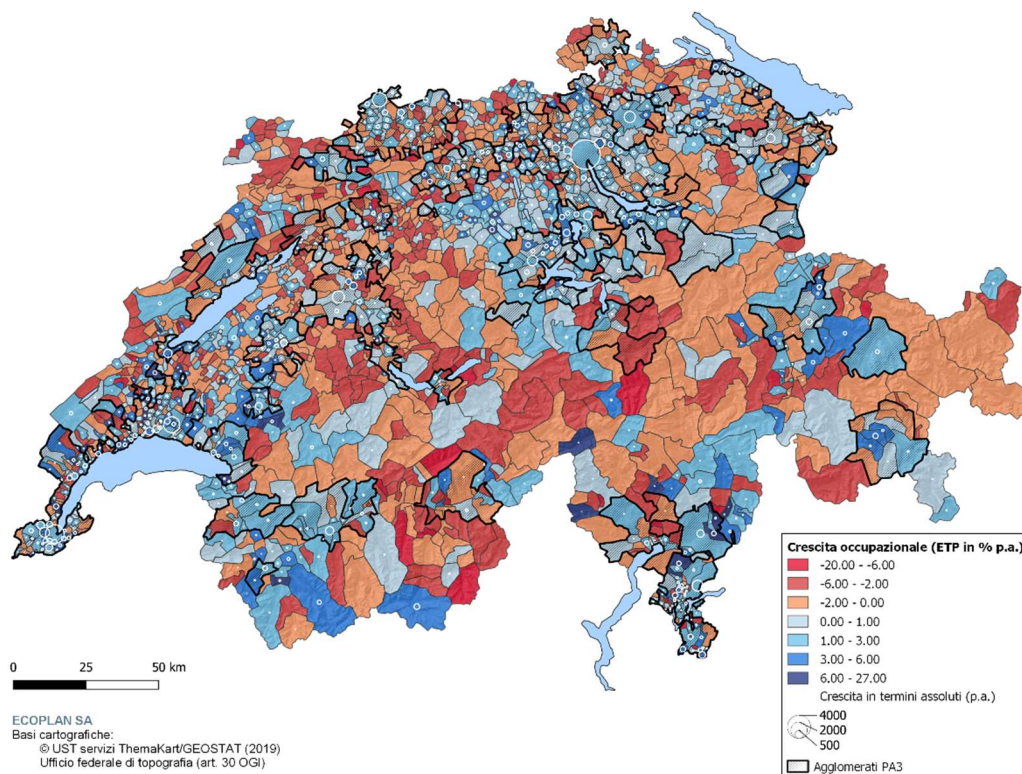 0 25 50 km
ECOPLAN SA
Basi cartografiche:
© UST servizi ThemaKart/GEOSTAT (2019)
Ufficio federale di topografia (art. 30 OGI)
Crescita occupazionale (ETP in % p.a.)
-20.00 - -6.00
-6.00 - -2.00
-2.00 - 0.00
0.00 - 1.00
1.00 - 3.00
3.00 - 6.00
6.00 - 27.00
Crescita in termini assoluti (p.a.)
4000
2000
500
Agglomerati PA3